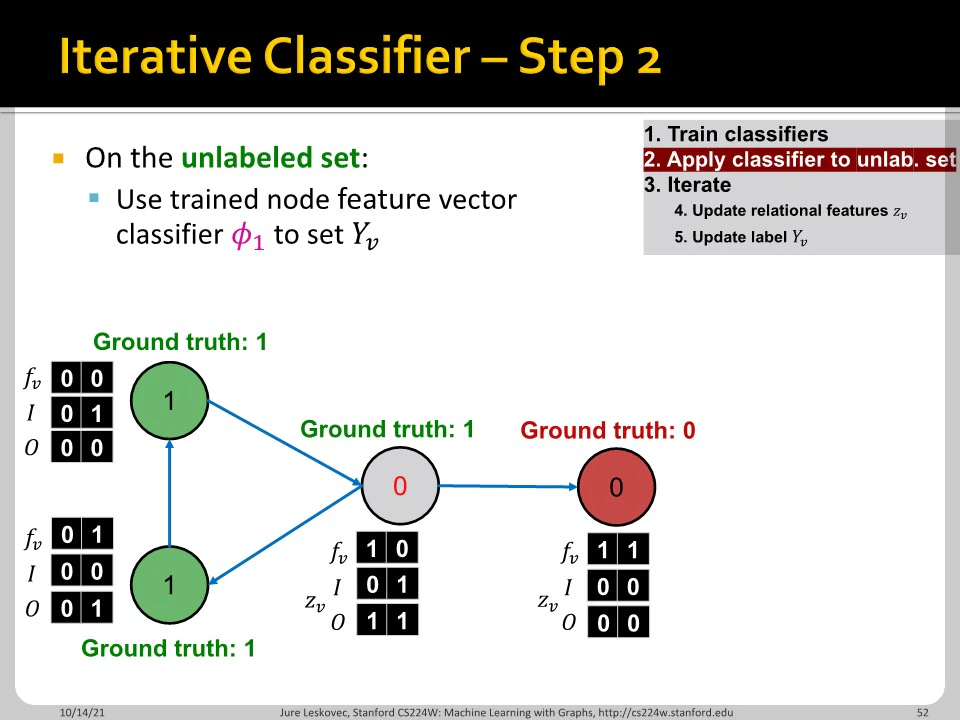 Iterative Classifier – Step 2
On the unlabeled set:
Use trained node feature vector
classifier ϕ₁ to set Yᵥ
1. Train classifiers
2. Apply classifier to unlab. set
3. Iterate
4. Update relational features zᵥ
5. Update label Yᵥ
Ground truth: 1
fᵥ 0 0
I 0 1
O 0 0
1
Ground truth: 1
0
fᵥ 1 0
zᵥ
I 0 1
O 1 1
Ground truth: 0
0
fᵥ 1 1
zᵥ
I 0 0
O 0 0
fᵥ 0 1
I 0 0
O 0 1
1
Ground truth: 1
10/14/21 Jure Leskovec, Stanford CS224W: Machine Learning with Graphs, http://cs224w.stanford.edu 52